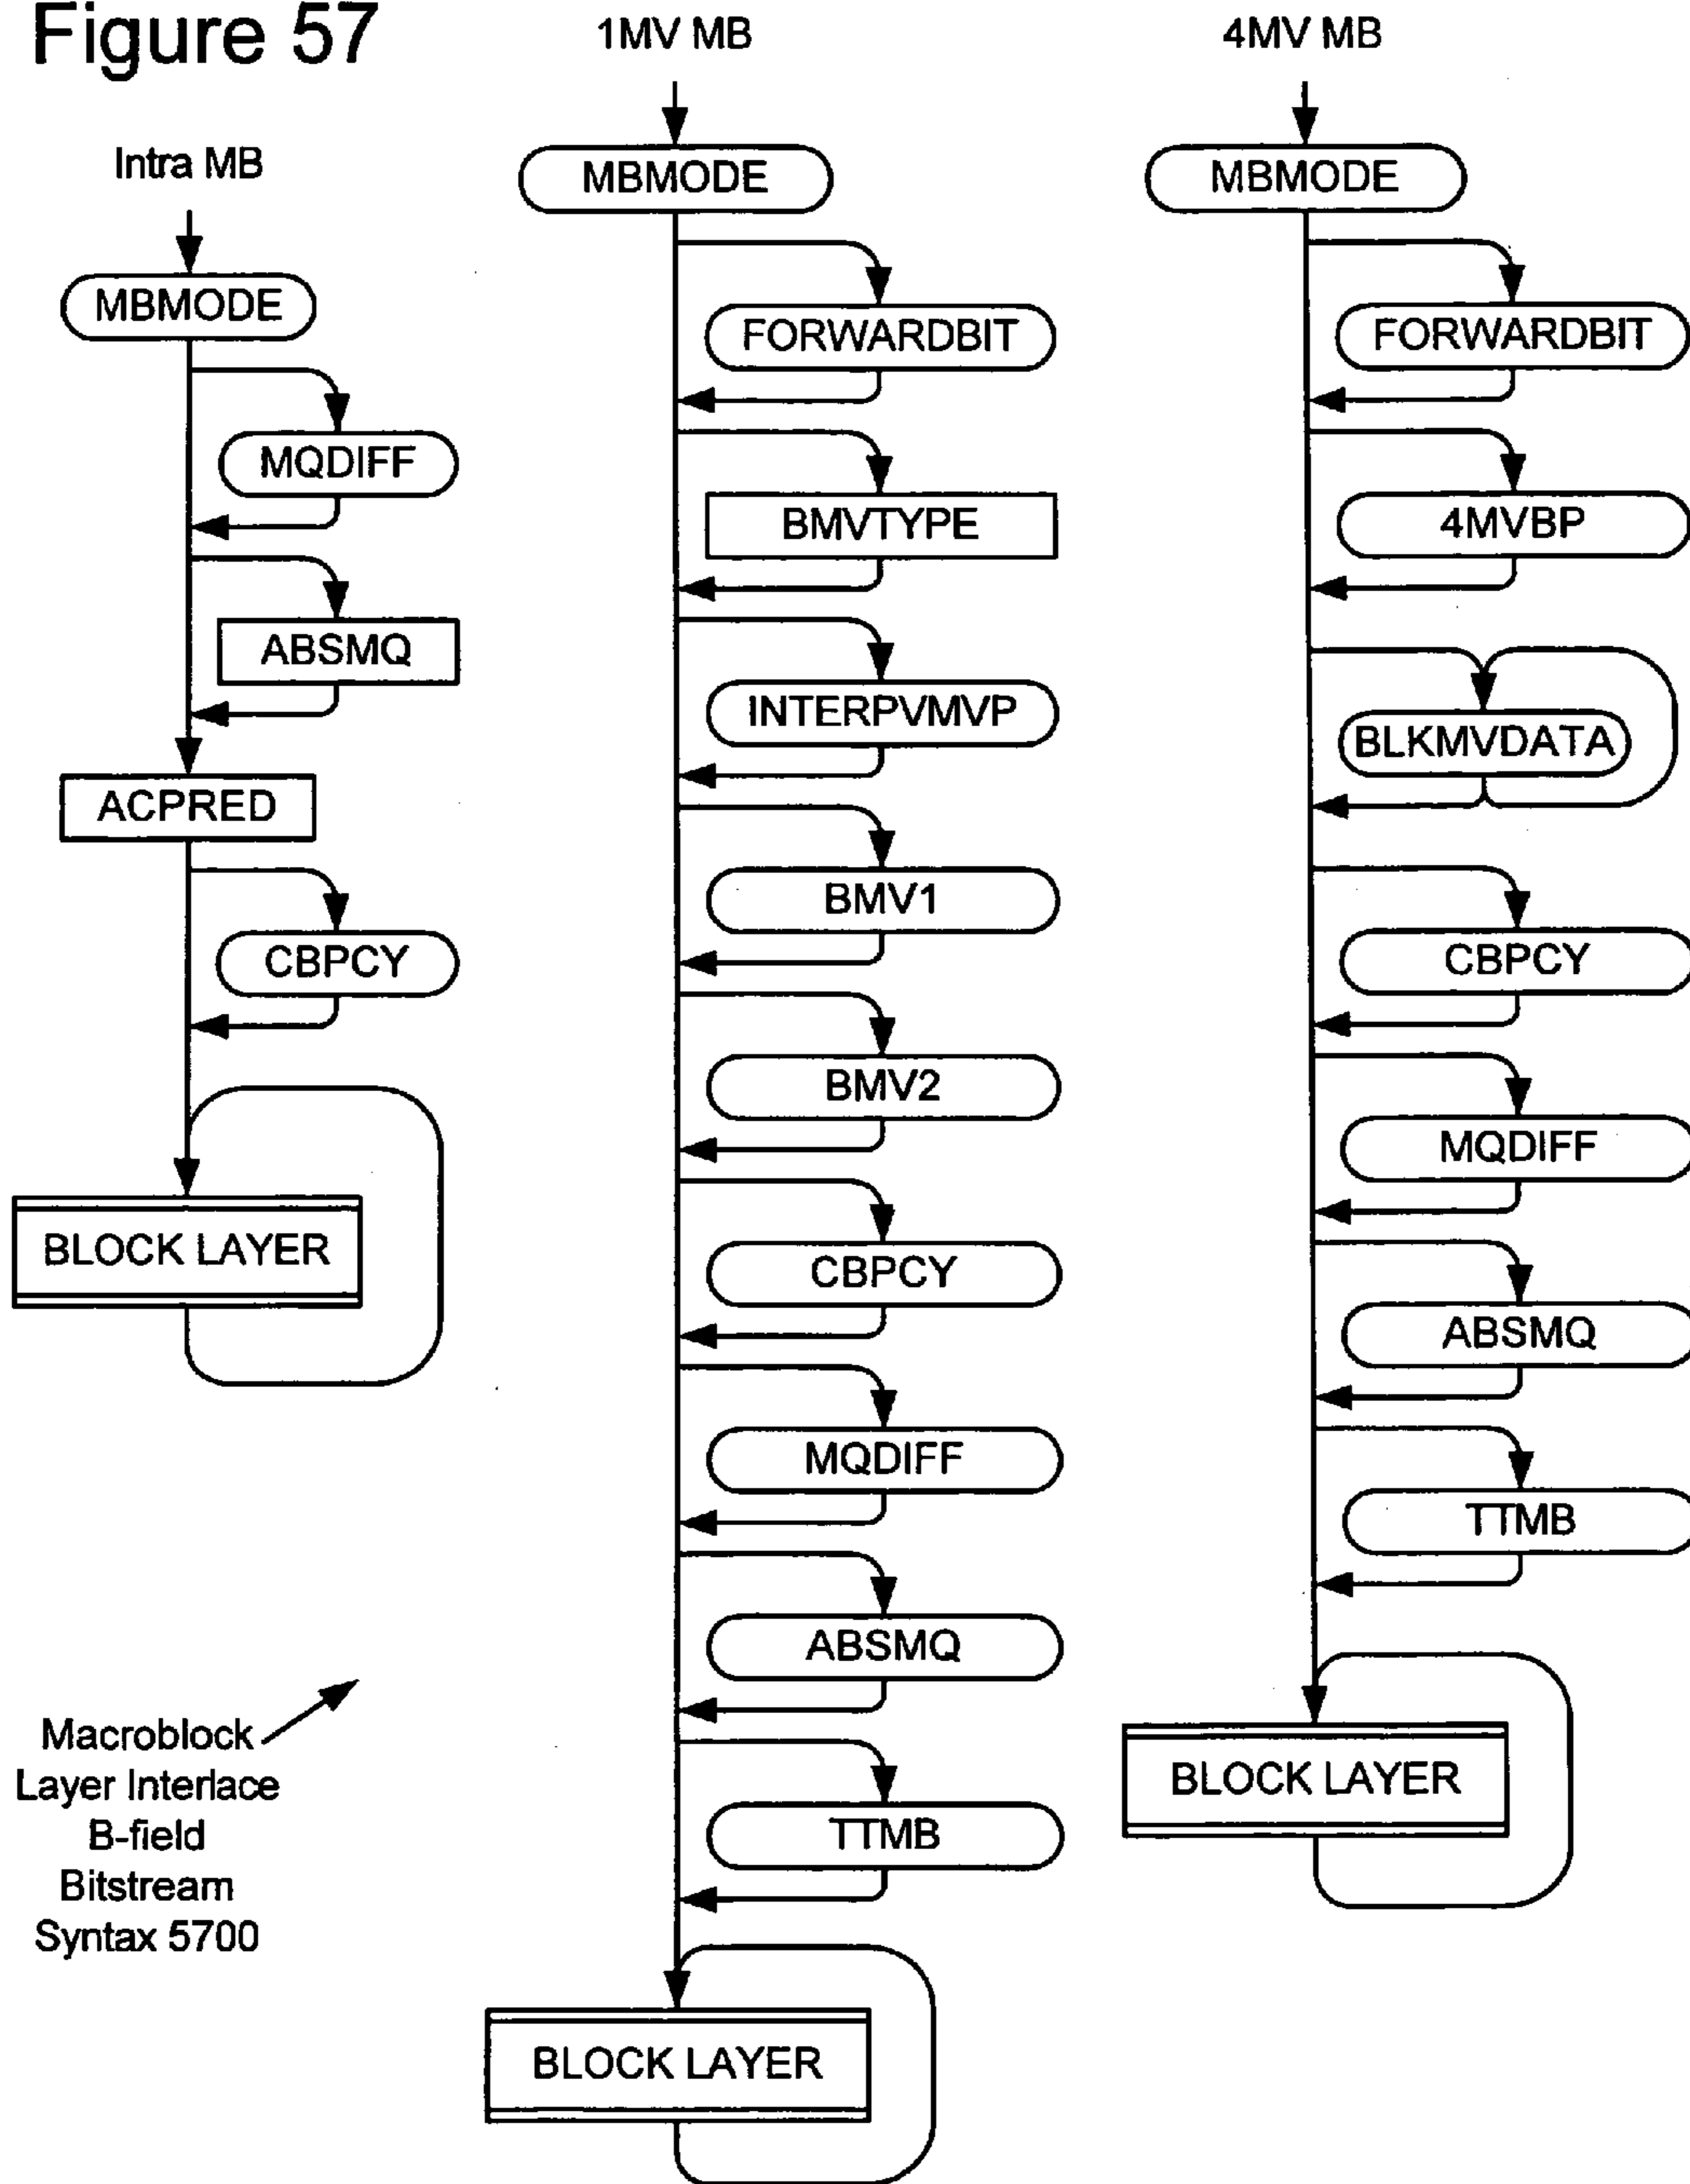 Figure 57
Intra MB
MBMODE
MQDIFF
ABSMQ
ACPRED
CBPCY
BLOCK LAYER
1MV MB
MBMODE
FORWARDBIT
BMVTYPE
INTERPVMVP
BMV1
BMV2
CBPCY
MQDIFF
ABSMQ
TTMB
BLOCK LAYER
4MV MB
MBMODE
FORWARDBIT
4MVBP
BLKMVDATA
CBPCY
MQDIFF
ABSMQ
TTMB
BLOCK LAYER
Macroblock
Layer Interlace
B-field
Bitstream
Syntax 5700